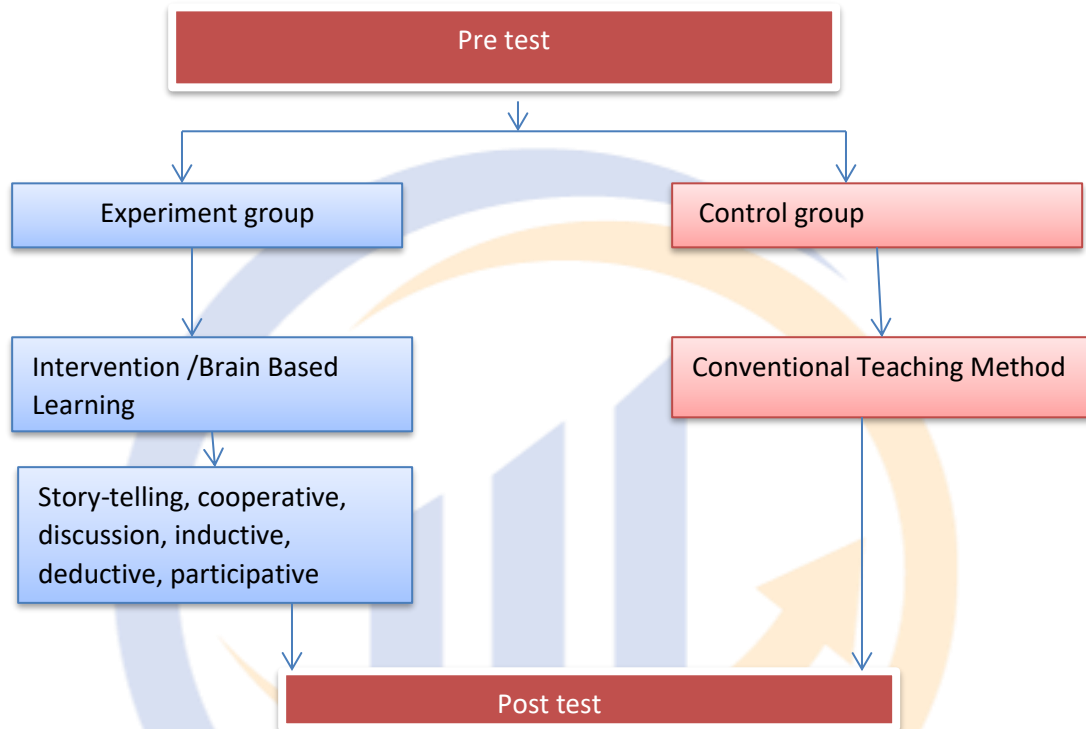 Pre test
Experiment group
Control group
Intervention /Brain Based
Learning
Conventional Teaching Method
Story-telling, cooperative,
discussion, inductive,
deductive, participative
Post test